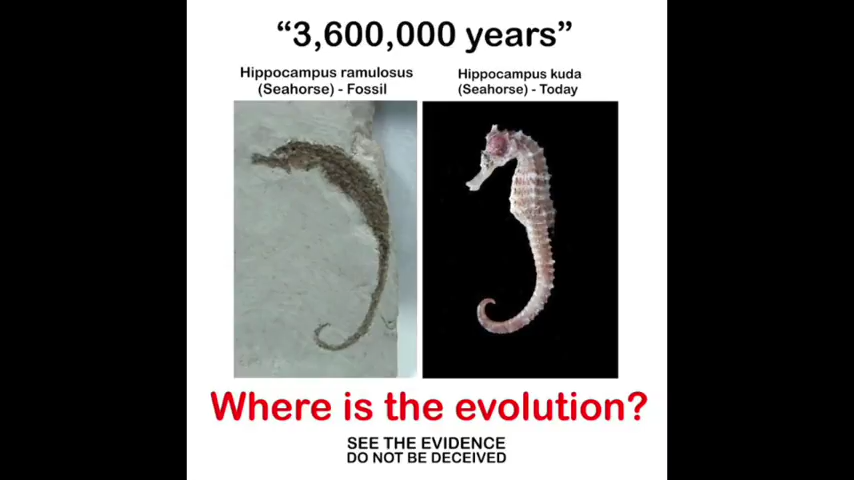 “3,600,000 years”
Hippocampus ramulosus
(Seahorse) - Fossil
Hippocampus kuda
(Seahorse) - Today
Where is the evolution?
SEE THE EVIDENCE
DO NOT BE DECEIVED